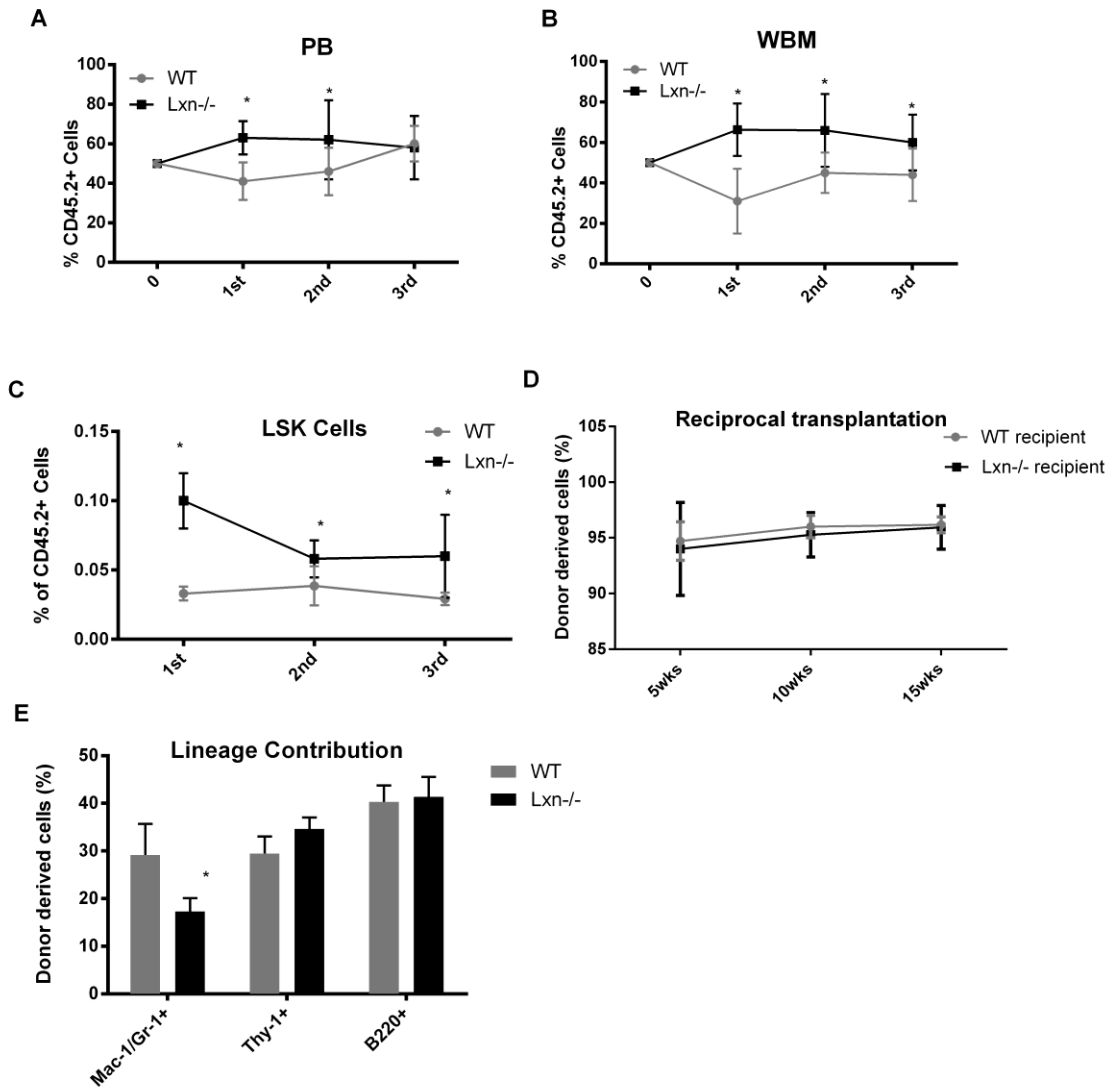 A
PB
WT
Lxn-/-
% CD45.2+ Cells
100
80
60
40
20
0
* *
0 1st 2nd 3rd
B
WBM
WT
Lxn-/-
% CD45.2+ Cells
100
80
60
40
20
0
* * *
0 1st 2nd 3rd
C
LSK Cells
WT
Lxn-/-
% of CD45.2+ Cells
0.15
0.10
0.05
0.00
* * *
1st 2nd 3rd
D
Reciprocal transplantation
WT recipient
Lxn-/- recipient
Donor derived cells (%)
105
100
95
90
85
5wks 10wks 15wks
E
Lineage Contribution
WT
Lxn-/-
Donor derived cells (%)
50
40
30
20
10
0
*
Mac-1/Gr-1+ Thy-1+ B220+